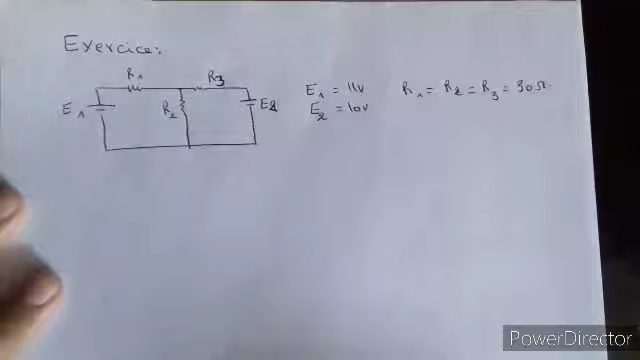 Exercice:
R1 R3
E1 R2 E2
E1 = 11v R1 = R2 = R3 = 30Ω
E2 = 10v
PowerDirector